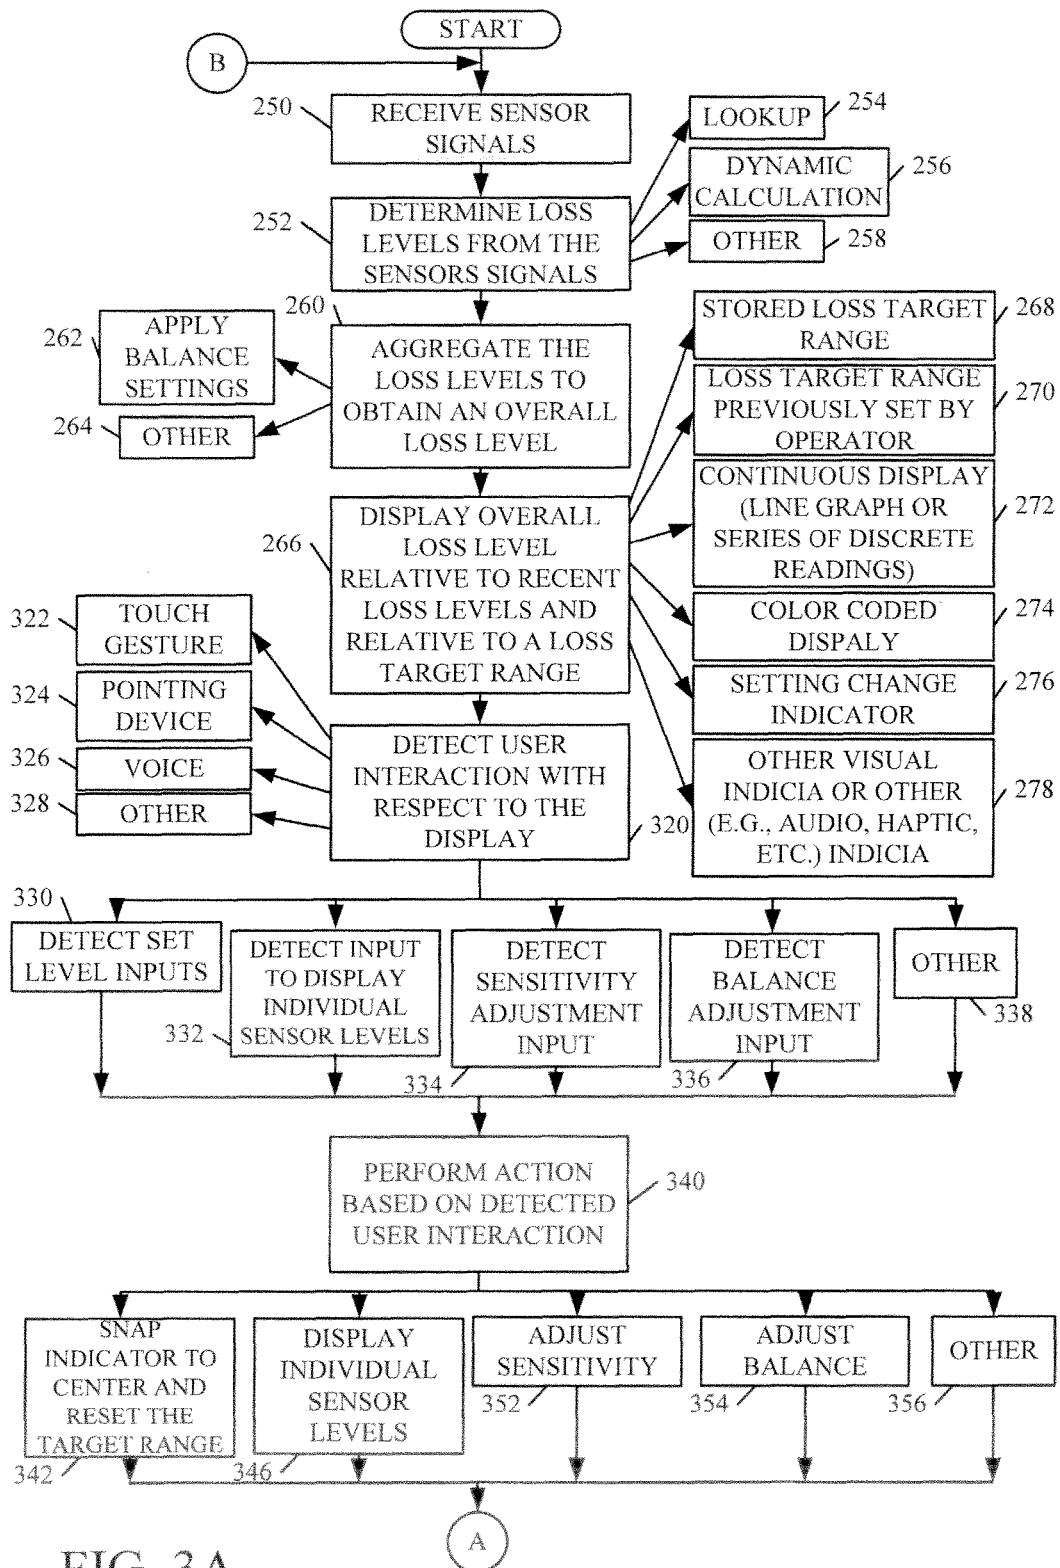 START
B
250
RECEIVE SENSOR
SIGNALS
254
LOOKUP
256
DYNAMIC
CALCULATION
252
DETERMINE LOSS
LEVELS FROM THE
SENSORS SIGNALS
OTHER
258
260
262
APPLY
BALANCE
SETTINGS
264
OTHER
AGGREGATE THE
LOSS LEVELS TO
OBTAIN AN OVERALL
LOSS LEVEL
STORED LOSS TARGET
RANGE
268
LOSS TARGET RANGE
PREVIOUSLY SET BY
OPERATOR
270
266
DISPLAY OVERALL
LOSS LEVEL
RELATIVE TO RECENT
LOSS LEVELS AND
RELATIVE TO A LOSS
TARGET RANGE
CONTINUOUS DISPLAY
(LINE GRAPH OR
SERIES OF DISCRETE
READINGS)
272
COLOR CODED
DISPALY
274
SETTING CHANGE
INDICATOR
276
OTHER VISUAL
INDICIA OR OTHER
(E.G., AUDIO, HAPTIC,
ETC.) INDICIA
278
322
TOUCH
GESTURE
324
POINTING
DEVICE
326
VOICE
328
OTHER
DETECT USER
INTERACTION WITH
RESPECT TO THE
DISPLAY
320
330
DETECT SET
LEVEL INPUTS
DETECT INPUT
TO DISPLAY
INDIVIDUAL
SENSOR LEVELS
332
DETECT
SENSITIVITY
ADJUSTMENT
INPUT
334
DETECT
BALANCE
ADJUSTMENT
INPUT
336
OTHER
338
PERFORM ACTION
BASED ON DETECTED
USER INTERACTION
340
SNAP
INDICATOR TO
CENTER AND
RESET THE
TARGET RANGE
342
DISPLAY
INDIVIDUAL
SENSOR
LEVELS
346
ADJUST
SENSITIVITY
352
ADJUST
BALANCE
354
OTHER
356
A
FIG. 3A